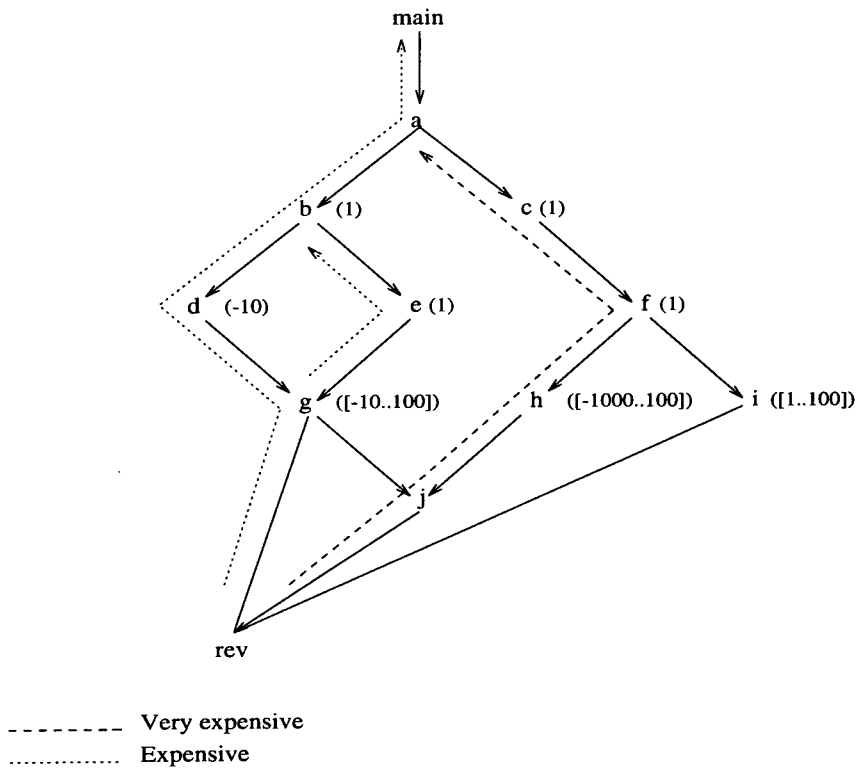 main
a
b (1)
c (1)
d (-10)
e (1)
f (1)
g ([-10..100])
h ([-1000..100])
i ([1..100])
j
rev
Very expensive
Expensive